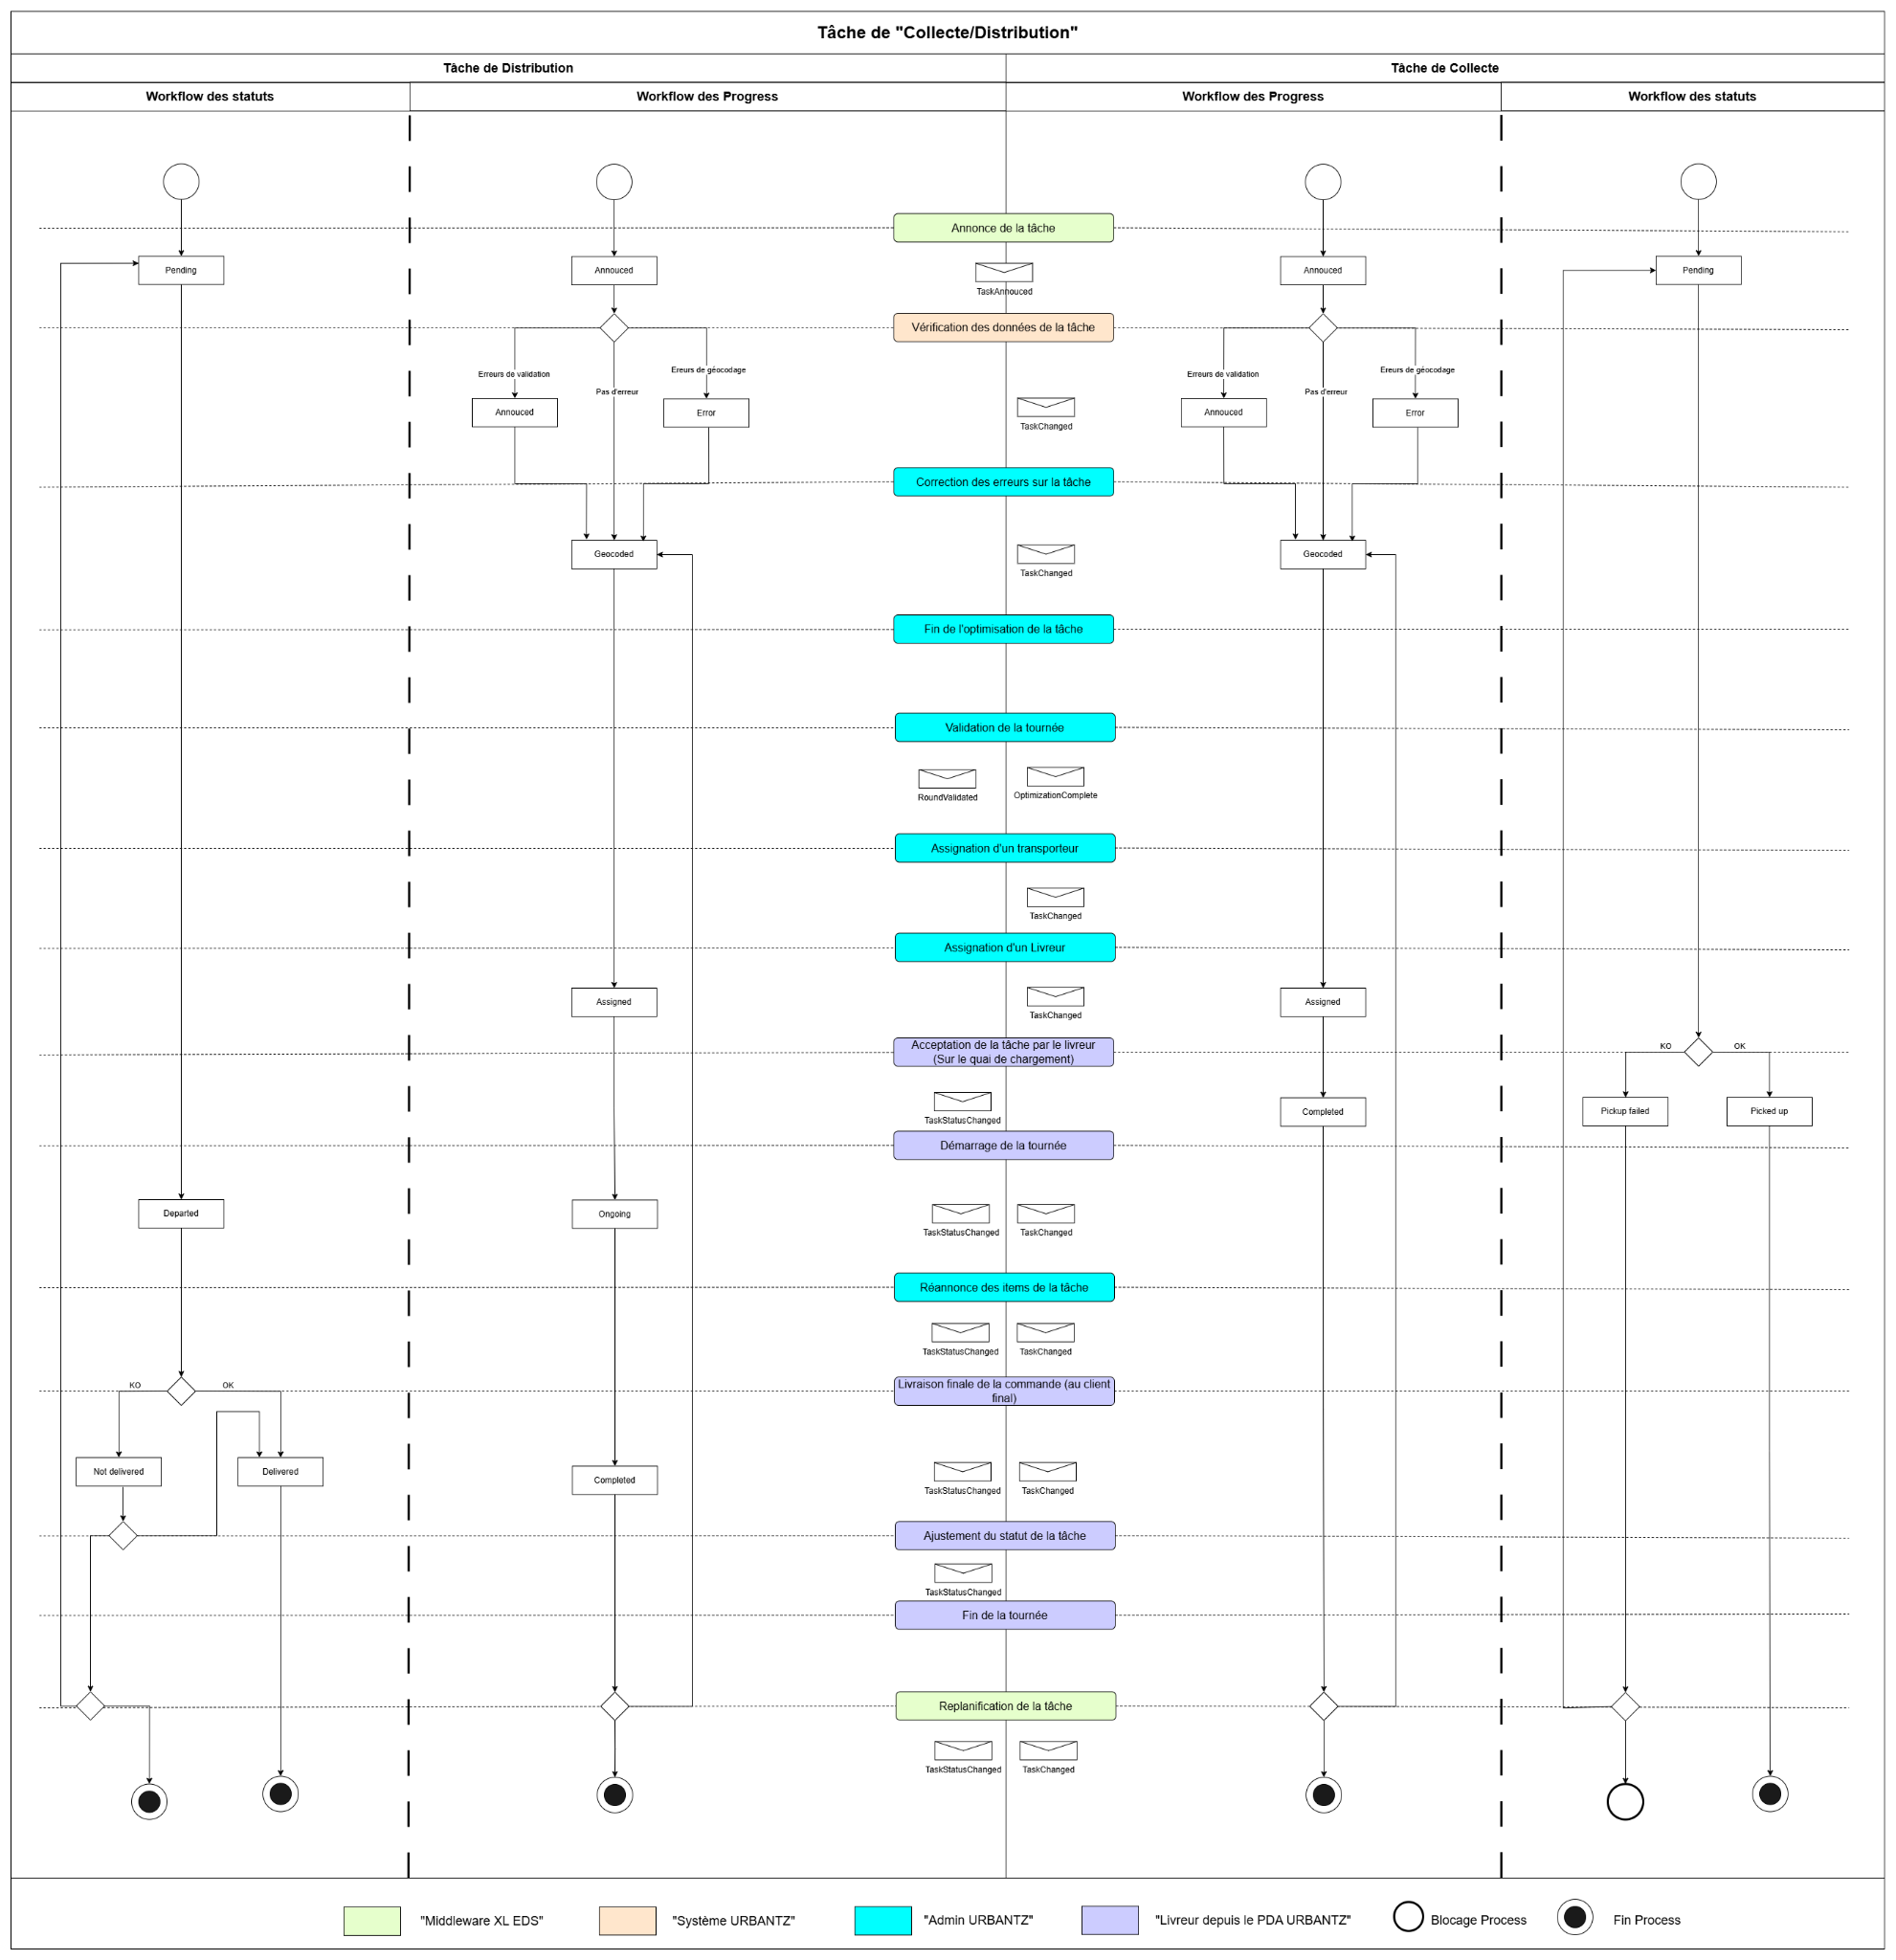 Tâche de "Collecte/Distribution"
Tâche de Distribution
Tâche de Collecte
Workflow des statuts
Workflow des Progress
Workflow des Progress
Workflow des statuts
Annonce de la tâche
Pending
Annouced
TaskAnnouced
Annouced
Pending
Vérification des données de la tâche
Erreurs de validation
Ereurs de géocodage
Pas d'erreur
Erreurs de validation
Ereurs de géocodage
Pas d'erreur
Annouced
Error
TaskChanged
Annouced
Error
Correction des erreurs sur la tâche
Geocoded
TaskChanged
Geocoded
Fin de l'optimisation de la tâche
Validation de la tournée
RoundValidated
OptimizationComplete
Assignation d'un transporteur
TaskChanged
Assignation d'un Livreur
Assigned
TaskChanged
Assigned
Acceptation de la tâche par le livreur
(Sur le quai de chargement)
KO
OK
TaskStatusChanged
Completed
Pickup failed
Picked up
Démarrage de la tournée
Departed
Ongoing
TaskStatusChanged
TaskChanged
Réannonce des items de la tâche
TaskStatusChanged
TaskChanged
KO
OK
Livraison finale de la commande (au client
final)
Not delivered
Delivered
Completed
TaskStatusChanged
TaskChanged
Ajustement du statut de la tâche
TaskStatusChanged
Fin de la tournée
Replanification de la tâche
TaskStatusChanged
TaskChanged
"Middleware XL EDS"
"Système URBANTZ"
"Admin URBANTZ"
"Livreur depuis le PDA URBANTZ"
Blocage Process
Fin Process